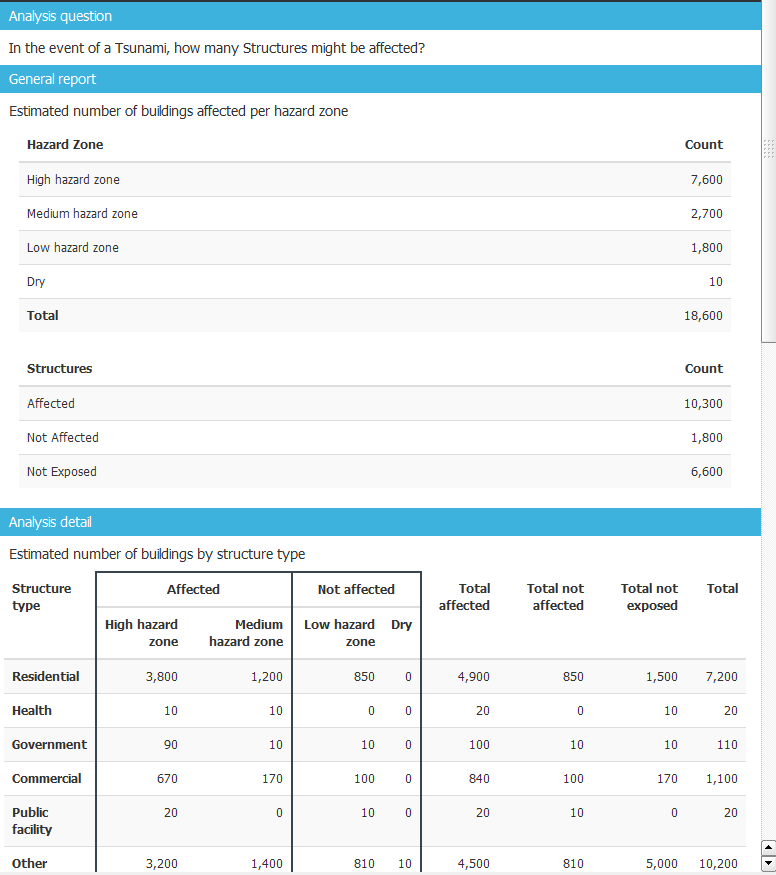 Analysis question
In the event of a Tsunami, how many Structures might be affected?
General report
Estimated number of buildings affected per hazard zone
Hazard Zone Count
High hazard zone 7,600
Medium hazard zone 2,700
Low hazard zone 1,800
Dry 10
Total 18,600
Structures Count
Affected 10,300
Not Affected 1,800
Not Exposed 6,600
Analysis detail
Estimated number of buildings by structure type
Structure type Affected Not affected Total affected Total not affected Total not exposed Total
High hazard zone Medium hazard zone Low hazard zone Dry
Residential 3,800 1,200 850 0 4,900 850 1,500 7,200
Health 10 10 0 0 20 0 10 20
Government 90 10 10 0 100 10 10 110
Commercial 670 170 100 0 840 100 170 1,100
Public facility 20 0 10 0 20 10 0 20
Other 3,200 1,400 810 10 4,500 810 5,000 10,200